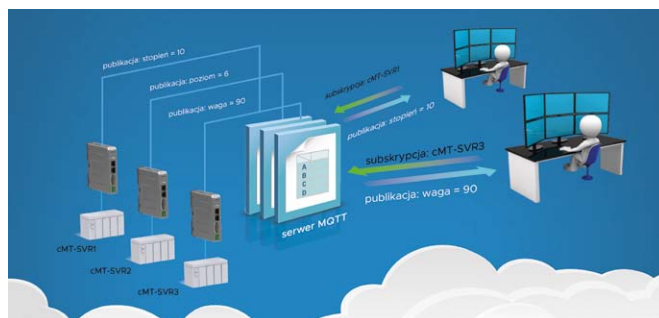 publikacja: stopień = 10
publikacja: poziom = 6
publikacja: waga = 90
subskrypcja: cMT-SVR1
publikacja: stopień = 10
subskrypcja: cMT-SVR3
publikacja: waga = 90
A
B
C
D
serwer MQTT
cMT-SVR1
cMT-SVR2
cMT-SVR3